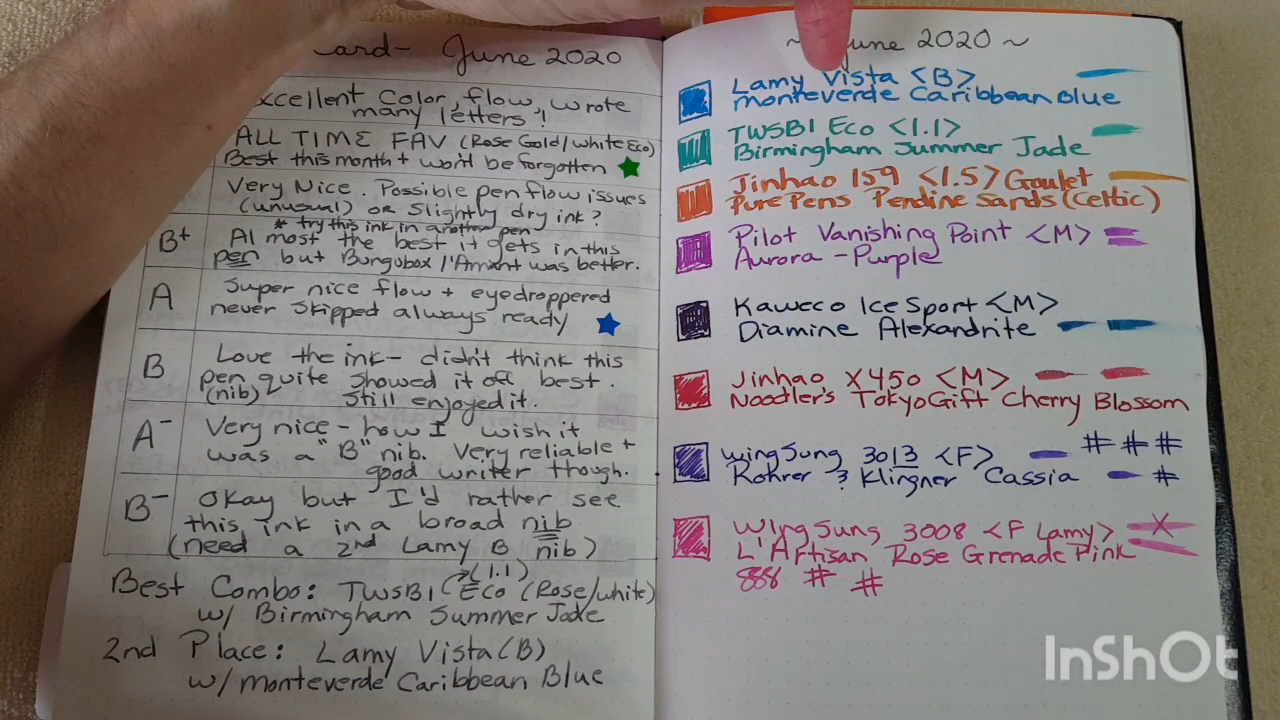 ard- June 2020
excellent Color, flow, wrote
many letters!
ALL TIME FAV (Rose Gold/white Eco)
Best this month + won't be forgotten
Very Nice. Possible pen flow issues
(unusual) or slightly dry ink?
* try this ink in another pen
B+ Almost the best it gets in this
pen but Bungobox l'Amant was better.
A Super nice flow + eyedroppered
never skipped always ready
B Love the ink- didn't think this
pen quite showed it off best.
(nib) Still enjoyed it.
A- Very nice - how I wish it
was a "B" nib. Very reliable +
good writer though.
B- Okay but I'd rather see
this ink in a broad nib
(need a 2nd Lamy B nib)
Best Combo: TWSBI Eco <1.1> (Rose/white)
w/ Birmingham Summer Jade
2nd Place: Lamy Vista (B)
w/ monteverde Caribbean Blue
~ June 2020 ~
Lamy Vista <B>
monteverde Caribbean Blue
TWSBI Eco <1.1>
Birmingham Summer Jade
Jinhao 159 <1.5> Goulet
Pure Pens Pendine Sands (Celtic)
Pilot Vanishing Point <M>
Aurora - Purple
Kaweco Ice Sport <M>
Diamine Alexandrite
Jinhao X450 <M>
Noodler's Tokyo Gift Cherry Blossom
wing Sung 3013 <F> # # #
Rohrer & Klingner Cassia #
Wing Sung 3008 <F Lamy> X
L'Artisan Rose Grenade Pink
888 # #
InShOt